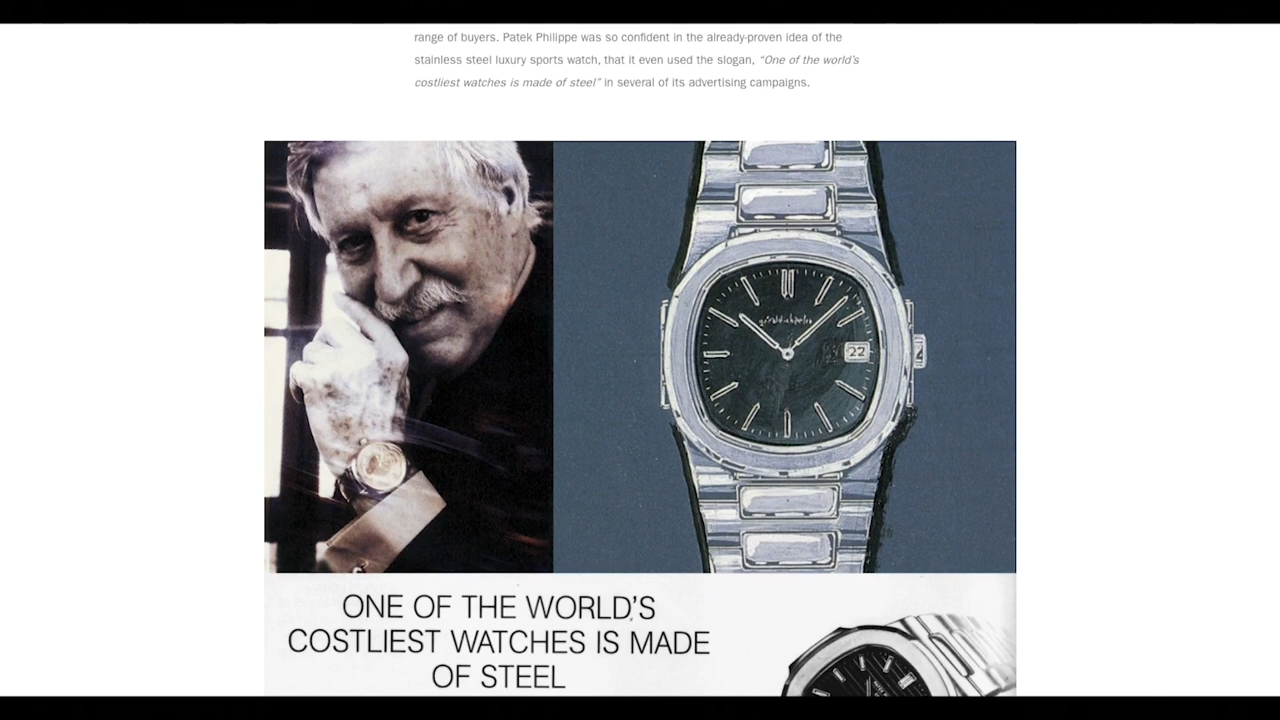 range of buyers. Patek Philippe was so confident in the already-proven idea of the
stainless steel luxury sports watch, that it even used the slogan, “One of the world’s
costliest watches is made of steel” in several of its advertising campaigns.
22
ONE OF THE WORLD'S
COSTLIEST WATCHES IS MADE
OF STEEL